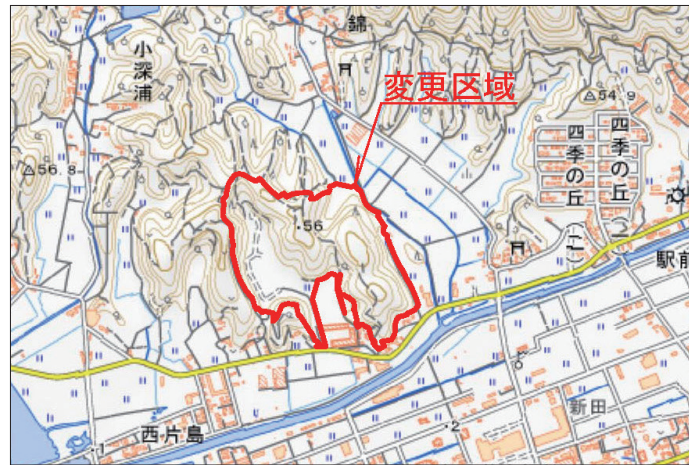 錦
小深浦
変更区域
54.9
四季の丘(一)
四季の丘(二)
56.8
56
駅前
新田
西片島
1
2